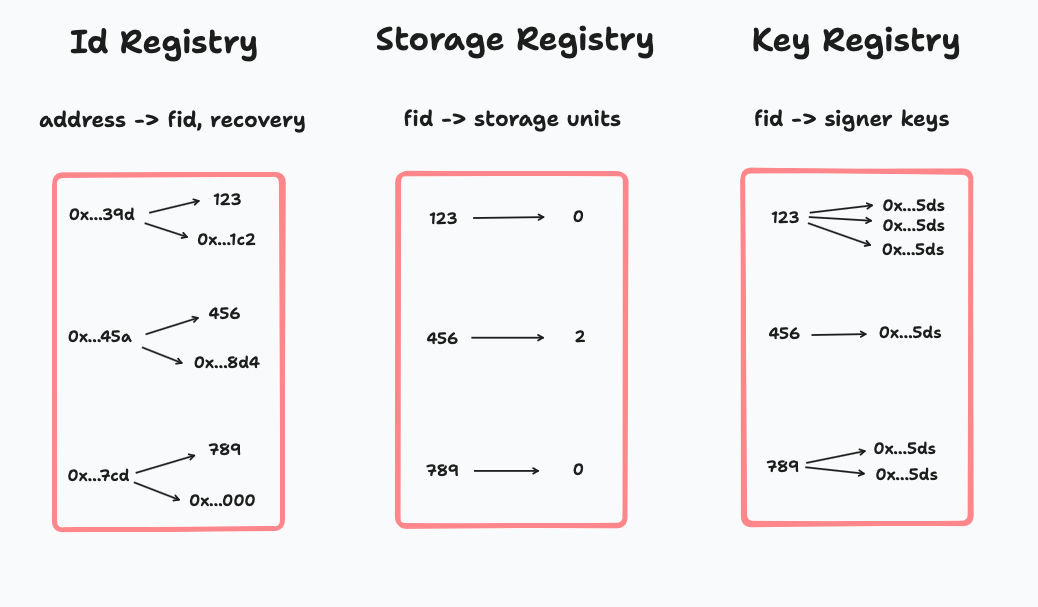 Id Registry
address -> fid, recovery
0x...39d
123
0x...1c2
0x...45a
456
0x...8d4
0x...7cd
789
0x...000
Storage Registry
fid -> storage units
123
0
456
2
789
0
Key Registry
fid -> signer keys
123
0x...5ds
0x...5ds
0x...5ds
456
0x...5ds
789
0x...5ds
0x...5ds